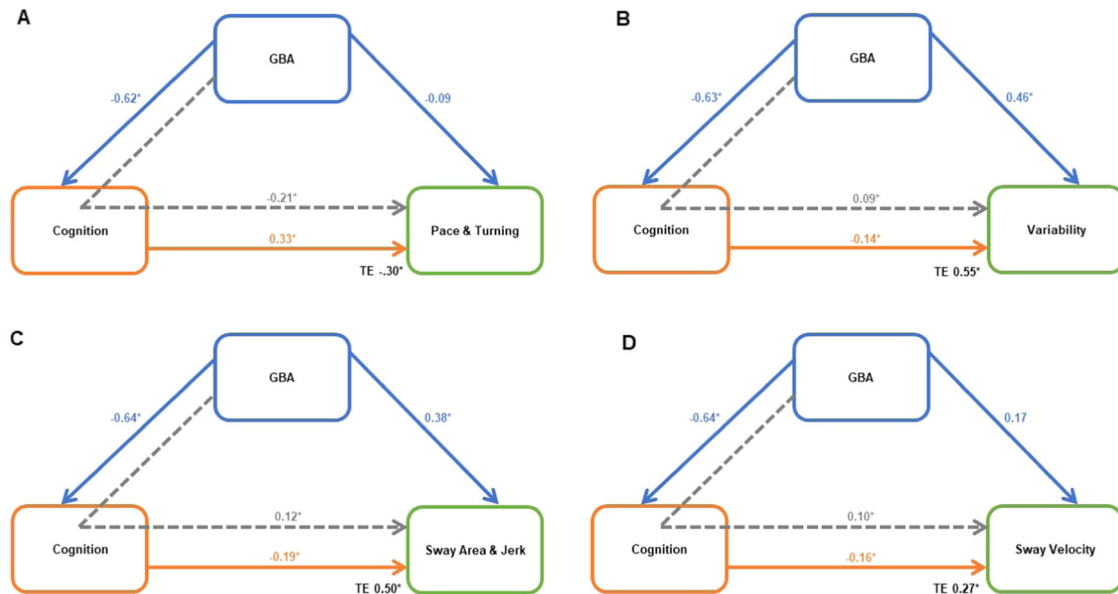 A
GBA
-0.62*
-0.09
-0.21*
Cognition
Pace & Turning
0.33*
TE -.30*
B
GBA
-0.63*
0.46*
0.09*
Cognition
Variability
-0.14*
TE 0.55*
C
GBA
-0.64*
0.38*
0.12*
Cognition
Sway Area & Jerk
-0.19*
TE 0.50*
D
GBA
-0.64*
0.17
0.10*
Cognition
Sway Velocity
-0.16*
TE 0.27*